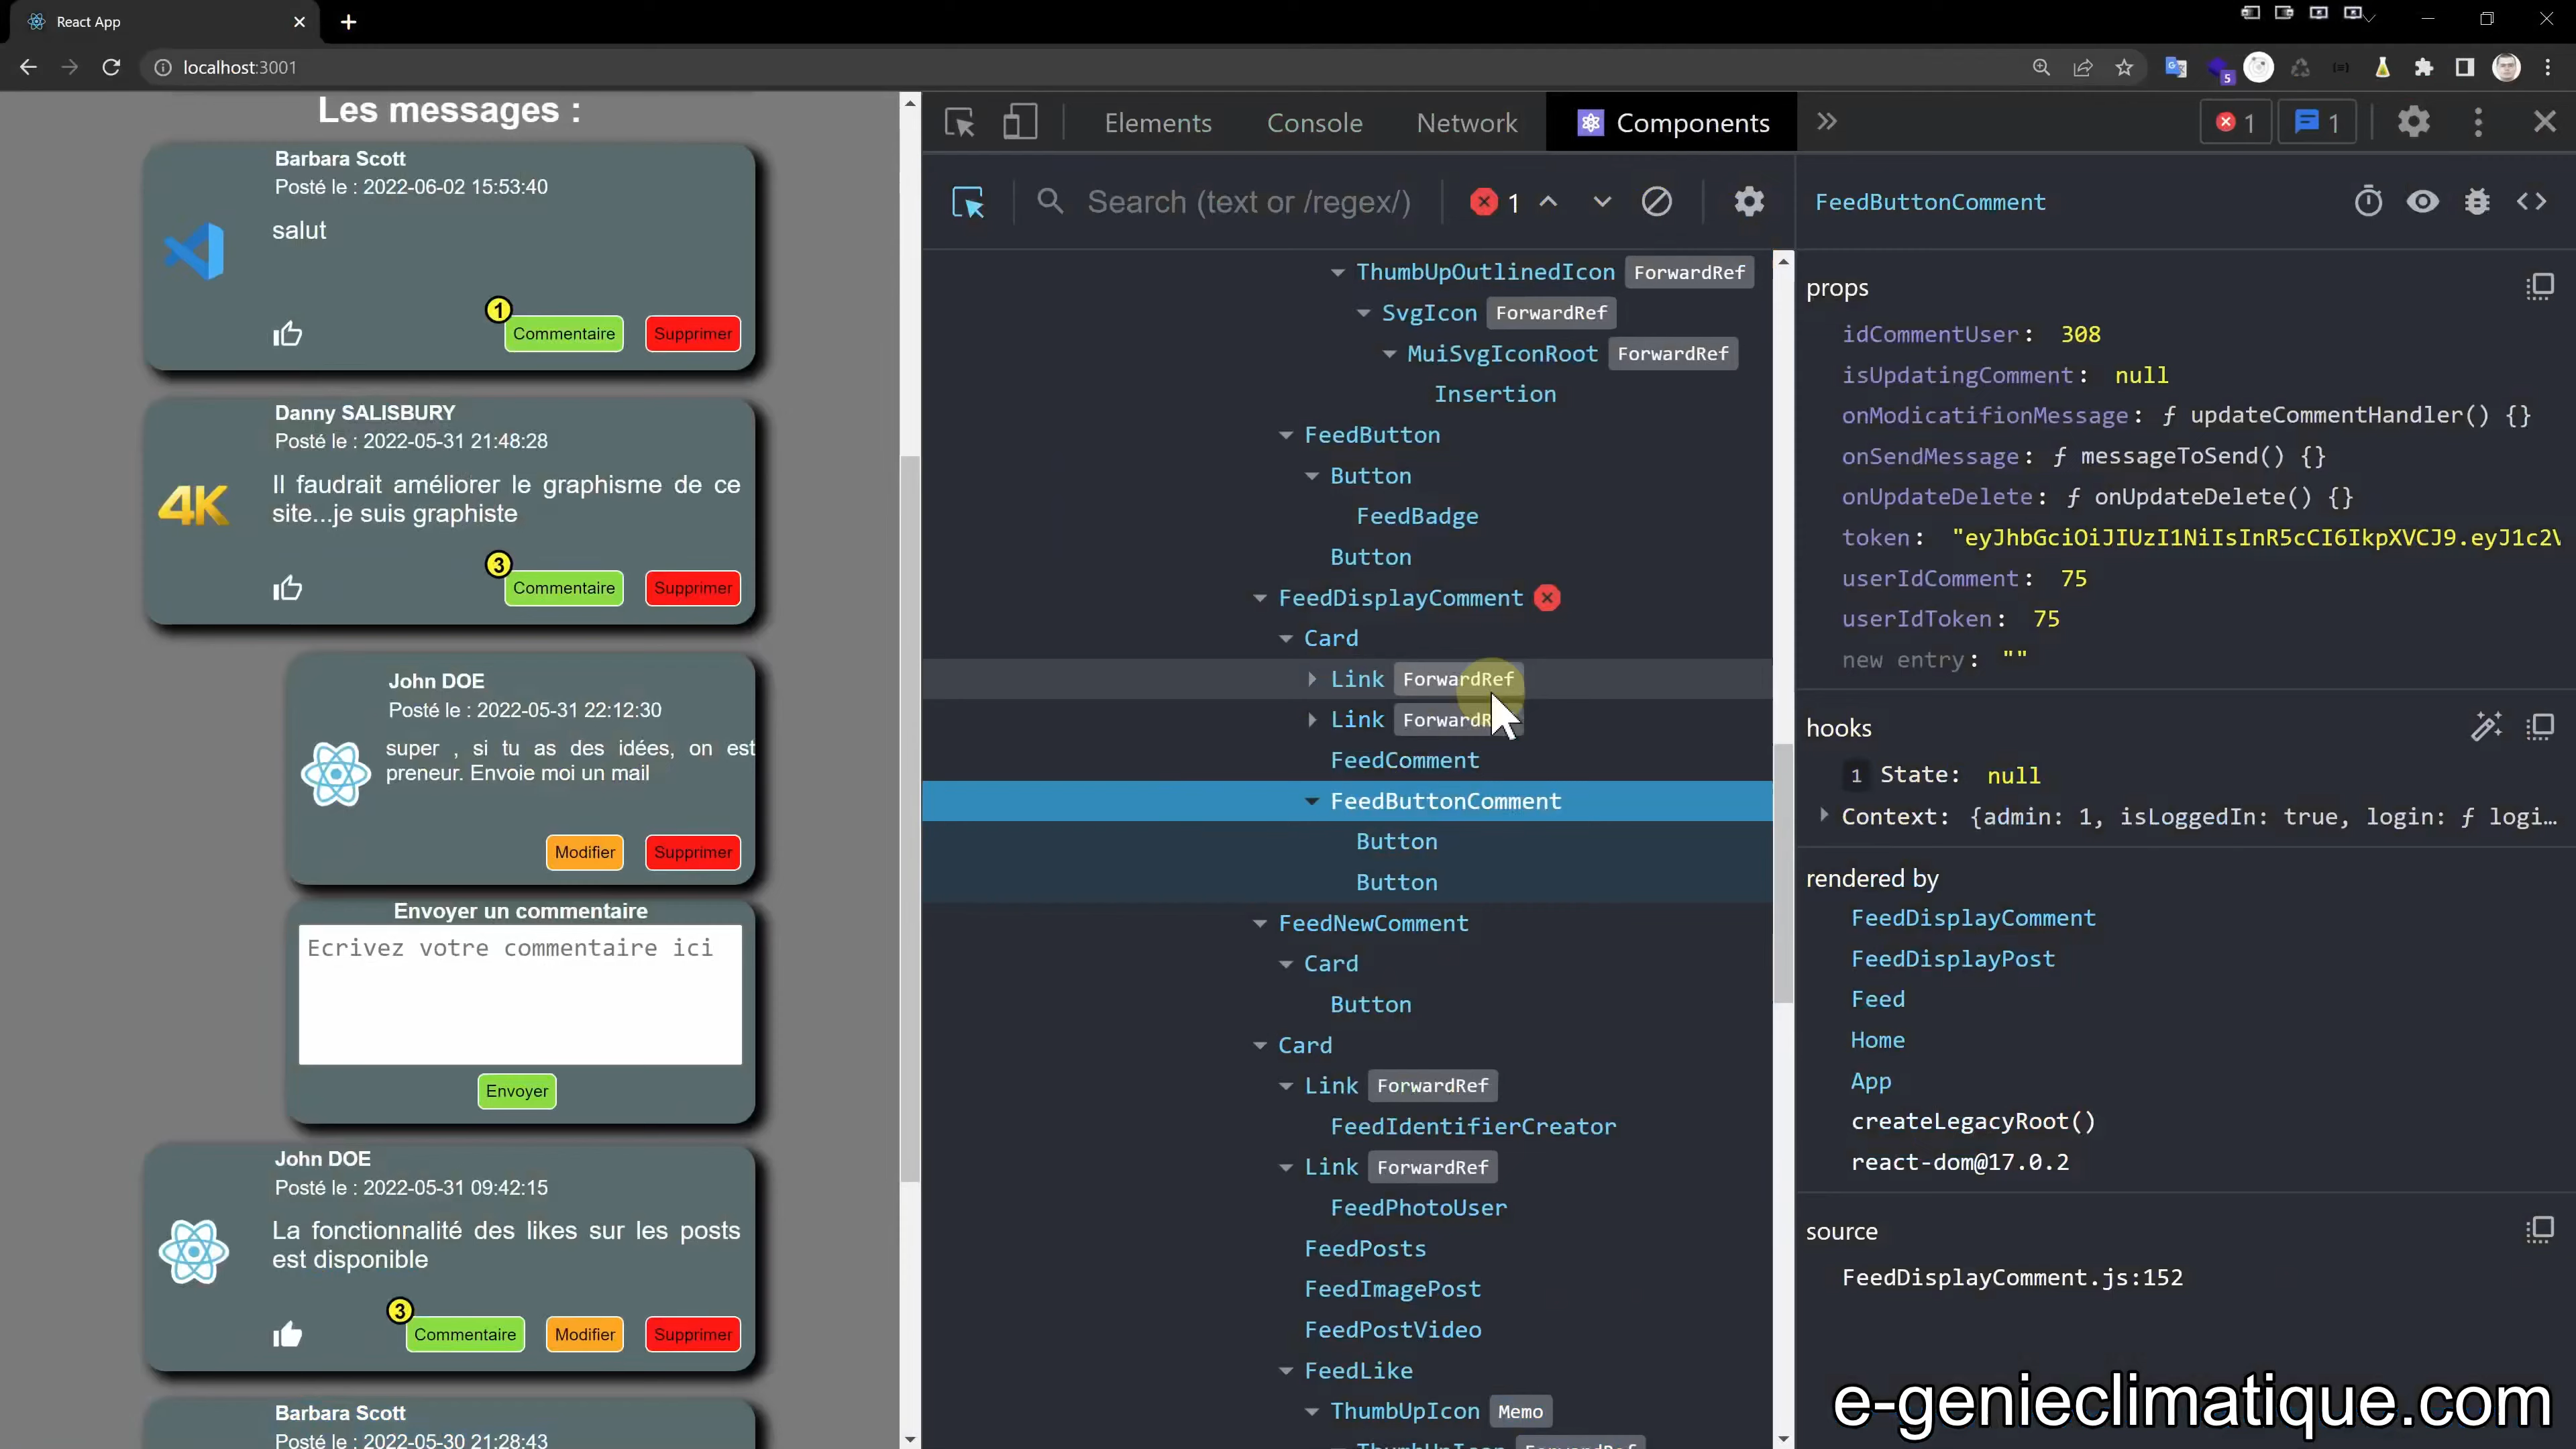 React App
localhost:3001
5
Les messages :
Barbara Scott
Posté le : 2022-06-02 15:53:40
salut
1
Commentaire
Supprimer
Danny SALISBURY
Posté le : 2022-05-31 21:48:28
4K
Il faudrait améliorer le graphisme de ce
site...je suis graphiste
3
Commentaire
Supprimer
John DOE
Posté le : 2022-05-31 22:12:30
super , si tu as des idées, on est
preneur. Envoie moi un mail
Modifier
Supprimer
Envoyer un commentaire
Ecrivez votre commentaire ici
Envoyer
John DOE
Posté le : 2022-05-31 09:42:15
La fonctionnalité des likes sur les posts
est disponible
3
Commentaire
Modifier
Supprimer
Barbara Scott
Posté le : 2022-05-30 21:28:43
Elements
Console
Network
Components
1
1
Search (text or /regex/)
1
ThumbUpOutlinedIcon ForwardRef
SvgIcon ForwardRef
MuiSvgIconRoot ForwardRef
Insertion
FeedButton
Button
FeedBadge
Button
FeedDisplayComment
Card
Link ForwardRef
Link
FeedComment
FeedButtonComment
Button
Button
FeedNewComment
Card
Button
Card
Link ForwardRef
FeedIdentifierCreator
Link ForwardRef
FeedPhotoUser
FeedPosts
FeedImagePost
FeedPostVideo
FeedLike
ThumbUpIcon Memo
FeedButtonComment
props
idCommentUser: 308
isUpdatingComment: null
onModicatifionMessage: ƒ updateCommentHandler() {}
onSendMessage: ƒ messageToSend() {}
onUpdateDelete: ƒ onUpdateDelete() {}
token: "eyJhbGciOiJIUzI1NiIsInR5cCI6IkpXVCJ9.eyJ1c2V
userIdComment: 75
userIdToken: 75
new entry: ""
hooks
1 State: null
Context: {admin: 1, isLoggedIn: true, login: ƒ logi…
rendered by
FeedDisplayComment
FeedDisplayPost
Feed
Home
App
createLegacyRoot()
react-dom@17.0.2
source
FeedDisplayComment.js:152
e-genieclimatique.com